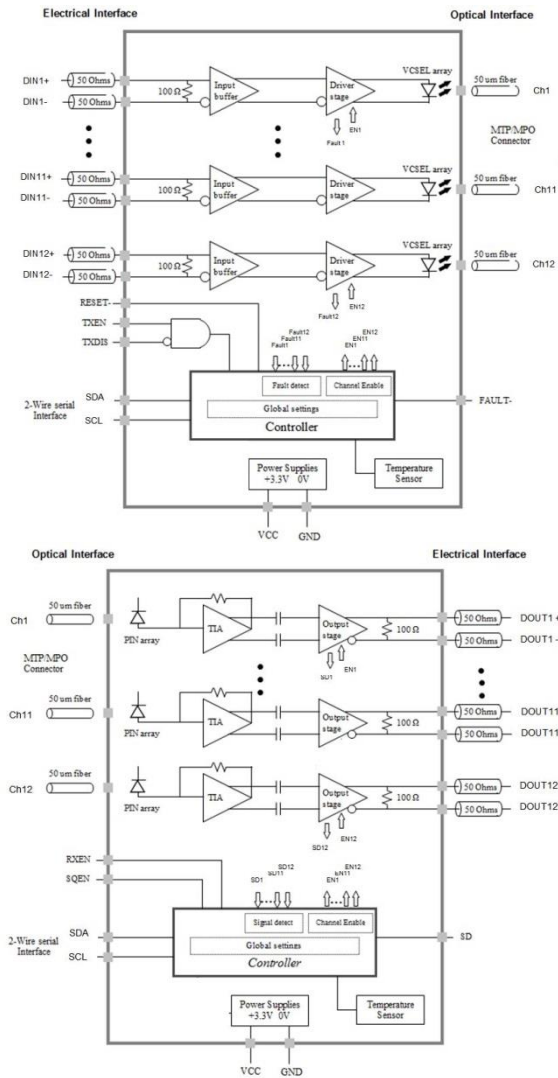 Electrical Interface
Optical Interface
DIN1+
50 Ohms
DIN1-
50 Ohms
100 Ω
Input buffer
Driver stage
VCSEL array
50 um fiber
Ch1
Fault 1
EN1
MTP/MPO Connector
DIN11+
50 Ohms
DIN11-
50 Ohms
100 Ω
Input buffer
Driver stage
VCSEL array
50 um fiber
Ch11
DIN12+
50 Ohms
DIN12-
50 Ohms
100 Ω
Input buffer
Driver stage
VCSEL array
50 um fiber
Ch12
Fault12
EN12
RESET-
TXEN
TXDIS
Fault1
Fault11
Fault12
EN1
EN11
EN12
Fault detect
Channel Enable
Global settings
Controller
2-Wire serial Interface
SDA
SCL
FAULT-
Power Supplies
+3.3V 0V
Temperature Sensor
VCC
GND
Optical Interface
Electrical Interface
50 um fiber
Ch1
PIN array
TIA
Output stage
100 Ω
50 Ohms
DOUT1 +
50 Ohms
DOUT1 -
SD1
EN1
MTP/MPO Connector
50 um fiber
Ch11
PIN array
TIA
Output stage
100 Ω
50 Ohms
DOUT11
50 Ohms
DOUT11
50 um fiber
Ch12
PIN array
TIA
Output stage
100 Ω
50 Ohms
DOUT12
50 Ohms
DOUT12
SD12
EN12
RXEN
SQEN
SD1
SD11
SD12
EN1
EN11
EN12
Signal detect
Channel Enable
Global settings
Controller
2-Wire serial Interface
SDA
SCL
SD
Power Supplies
+3.3V 0V
Temperature Sensor
VCC
GND